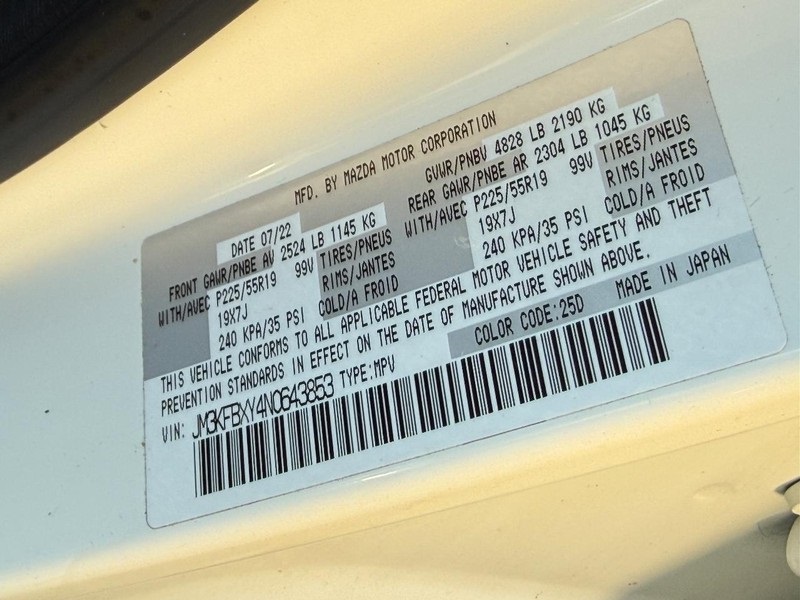 MFD. BY MAZDA MOTOR CORPORATION
DATE 07/22
GVWR/PNBV 4828 LB 2190 KG
FRONT GAWR/PNBE AV 2524 LB 1145 KG
WITH/AVEC P225/55R19 99V TIRES/PNEUS
19X7J RIMS/JANTES
240 KPA/35 PSI COLD/A FROID
REAR GAWR/PNBE AR 2304 LB 1045 KG
WITH/AVEC P225/55R19 99V TIRES/PNEUS
19X7J RIMS/JANTES
240 KPA/35 PSI COLD/A FROID
THIS VEHICLE CONFORMS TO ALL APPLICABLE FEDERAL MOTOR VEHICLE SAFETY AND THEFT
PREVENTION STANDARDS IN EFFECT ON THE DATE OF MANUFACTURE SHOWN ABOVE.
COLOR CODE:25D MADE IN JAPAN
VIN: JM3KFBXY4N0643853 TYPE:MPV